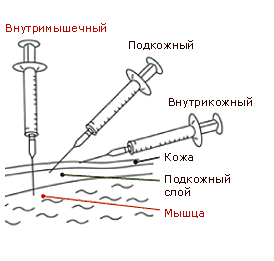 Внутримышечный
Подкожный
Внутрикожный
Кожа
Подкожный
слой
Мышца